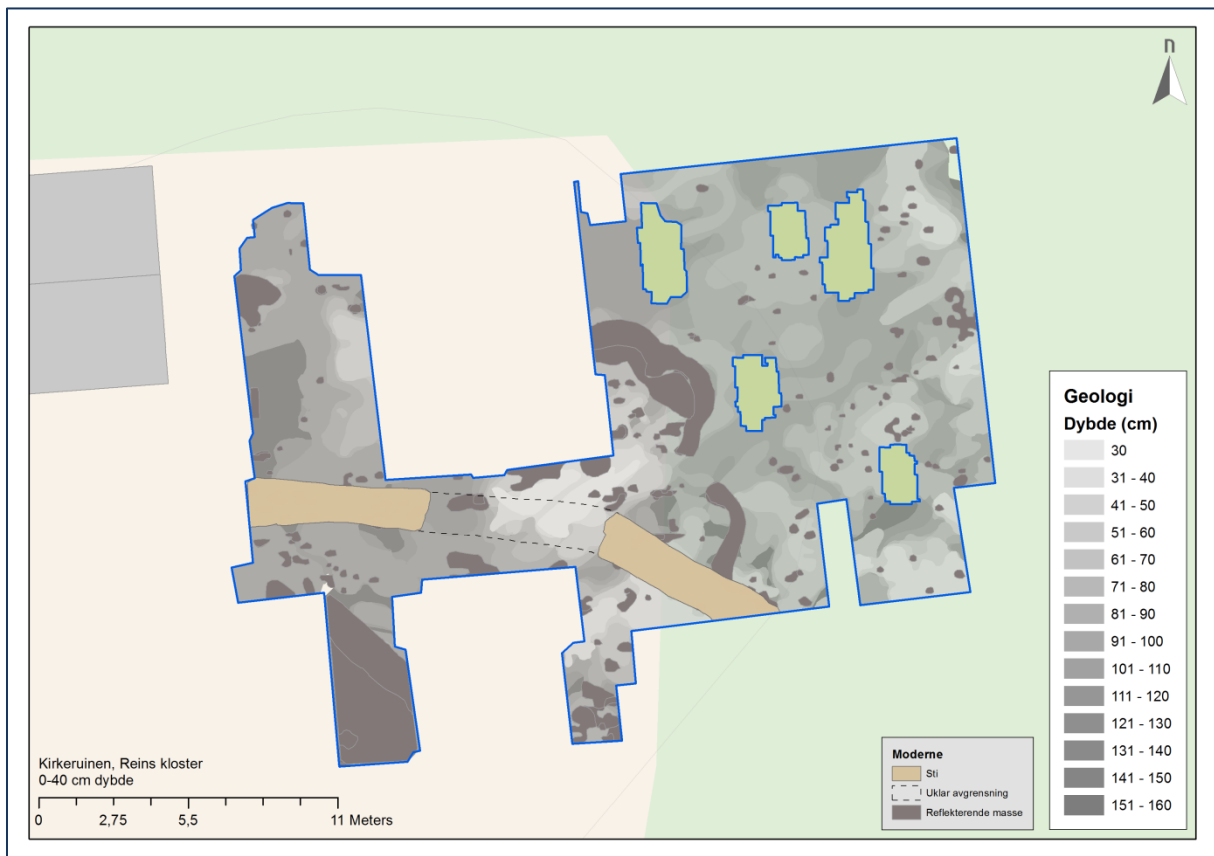 n
Geologi
Dybde (cm)
30
31 - 40
41 - 50
51 - 60
61 - 70
71 - 80
81 - 90
91 - 100
101 - 110
111 - 120
121 - 130
131 - 140
141 - 150
151 - 160
Moderne
Sti
Uklar avgrensning
Reflekterende masse
Kirkeruinen, Reins kloster
0-40 cm dybde
0 2,75 5,5 11 Meters